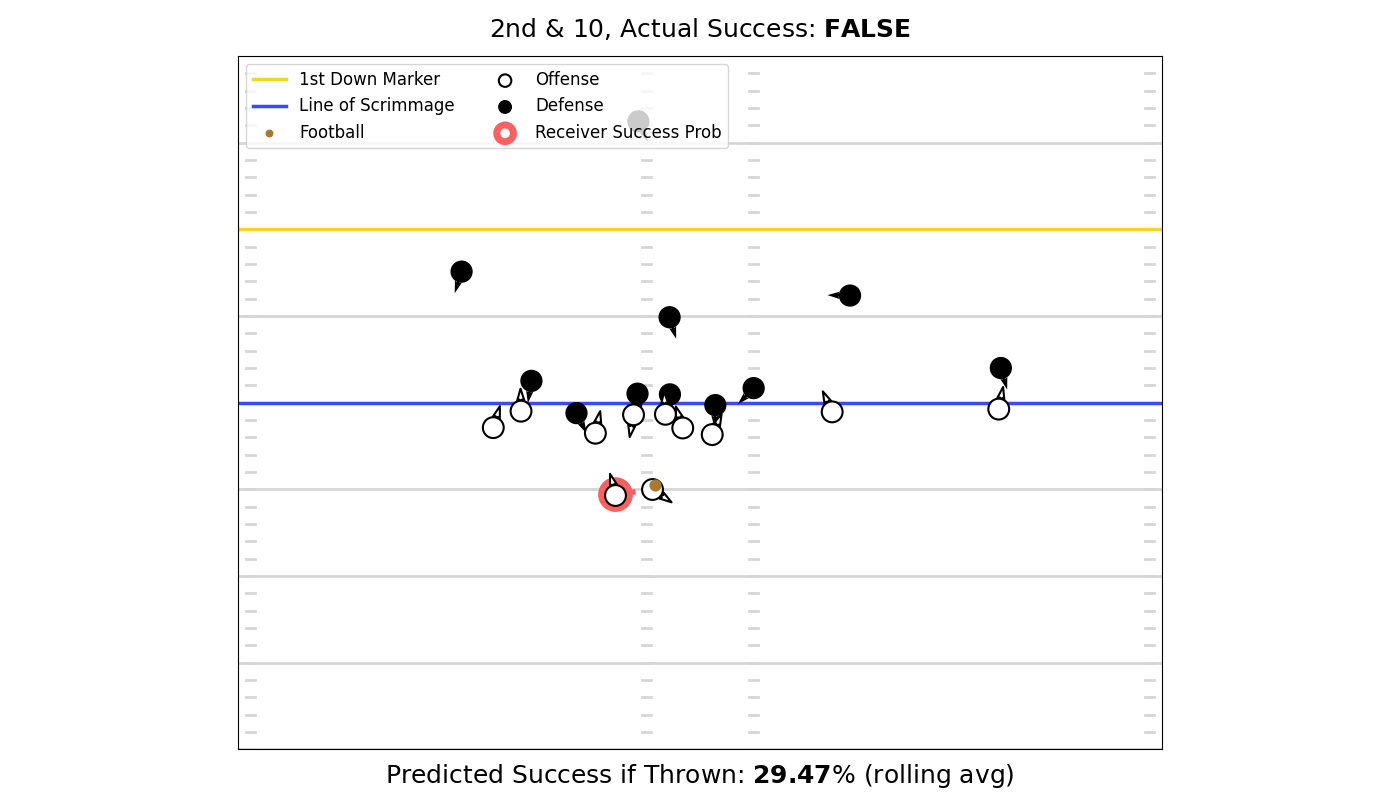 2nd & 10, Actual Success: FALSE
1st Down Marker
Line of Scrimmage
Football
Offense
Defense
Receiver Success Prob
Predicted Success if Thrown: 29.47% (rolling avg)